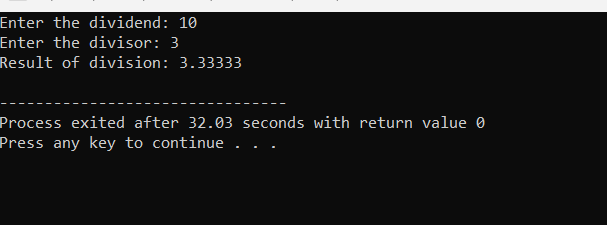 Enter the dividend: 10
Enter the divisor: 3
Result of division: 3.33333
--------------------------------
Process exited after 32.03 seconds with return value 0
Press any key to continue . . .